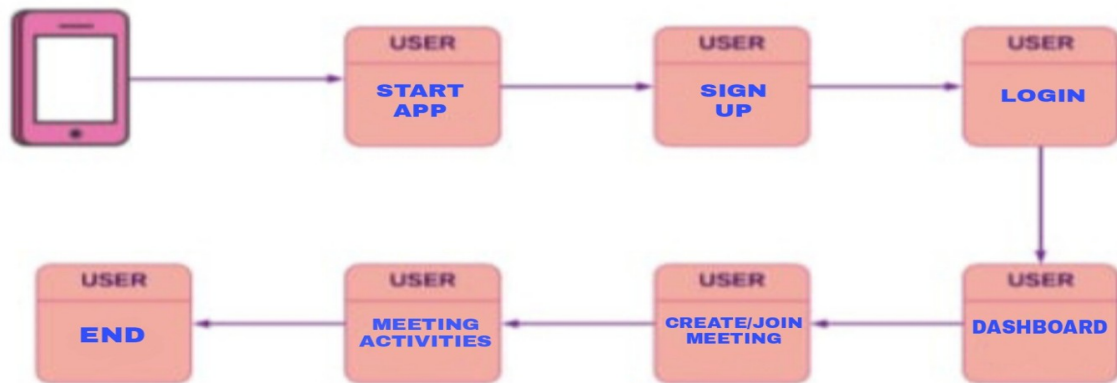 USER
START
APP
USER
SIGN
UP
USER
LOGIN
USER
DASHBOARD
USER
CREATE/JOIN
MEETING
USER
MEETING
ACTIVITIES
USER
END